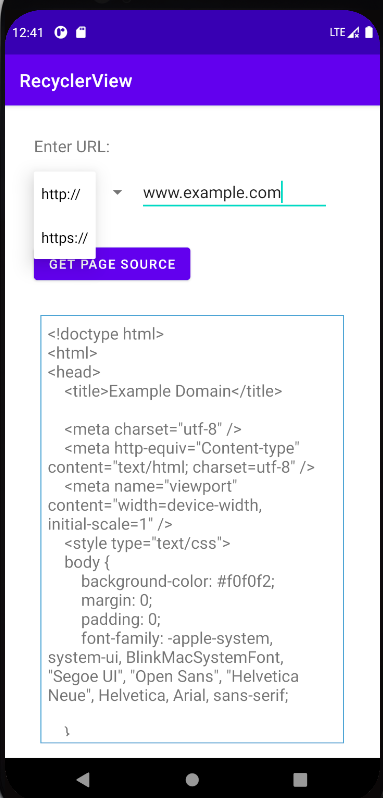 12:41 LTE
RecyclerView
Enter URL:
http:// www.example.com
https://
GET PAGE SOURCE
<!doctype html>
<html>
<head>
    <title>Example Domain</title>
    <meta charset="utf-8" />
    <meta http-equiv="Content-type"
content="text/html; charset=utf-8" />
    <meta name="viewport"
content="width=device-width,
initial-scale=1" />
    <style type="text/css">
    body {
        background-color: #f0f0f2;
        margin: 0;
        padding: 0;
        font-family: -apple-system,
system-ui, BlinkMacSystemFont,
"Segoe UI", "Open Sans", "Helvetica
Neue", Helvetica, Arial, sans-serif;
    }